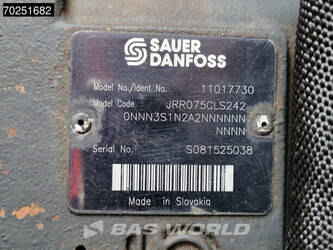 70251682
SAUER
DANFOSS
Model No./Ident. No. 11017730
Model Code JRR075CLS242
0NNN3S1N2A2NNNNNN
NNNN
Serial No. S081525038
Made in Slovakia
BAS WORLD